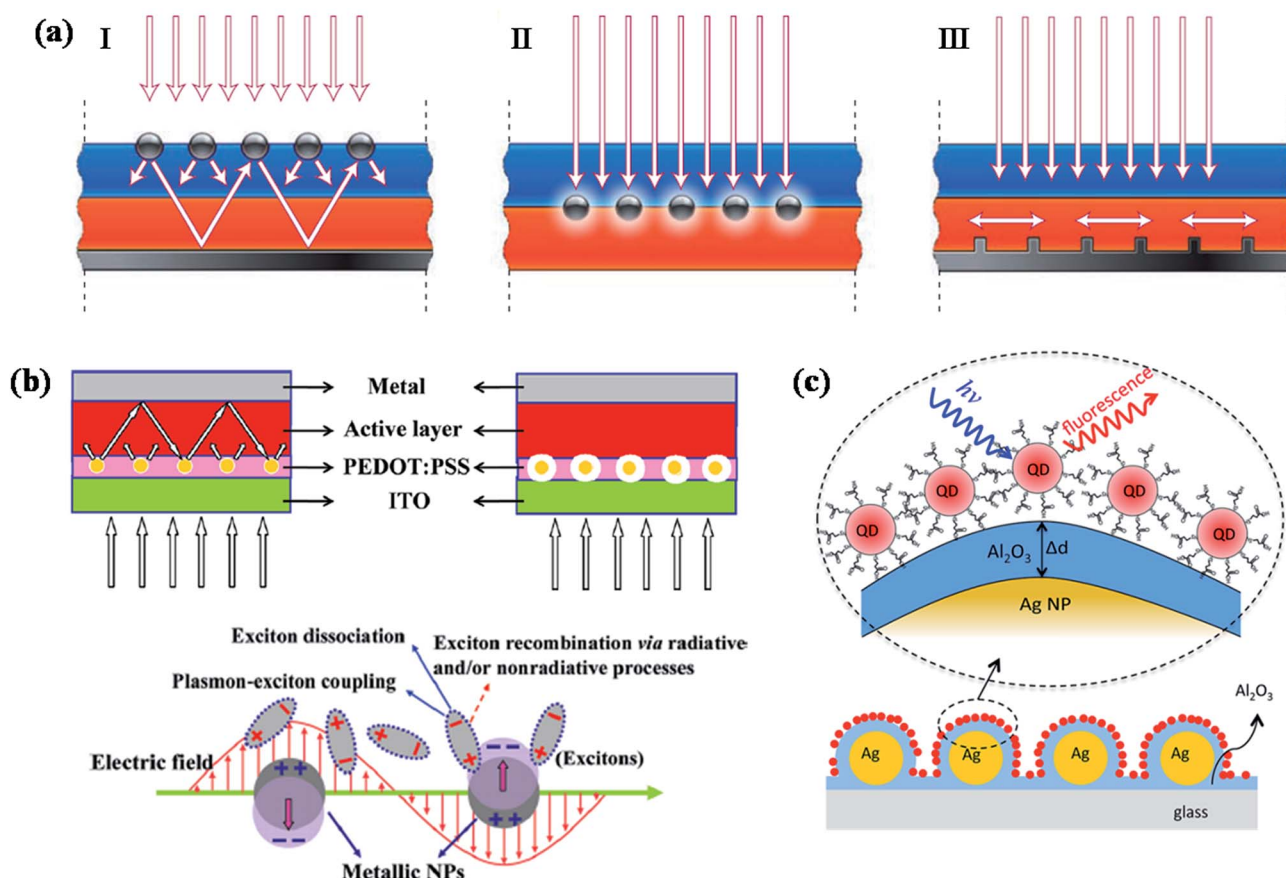 (a)
I
II
III
(b)
Metal
Active layer
PEDOT:PSS
ITO
Exciton dissociation
Exciton recombination via radiative
and/or nonradiative processes
Plasmon-exciton coupling
Electric field
(Excitons)
+ +
– –
– –
+ +
Metallic NPs
(c)
hν
fluorescence
QD
QD
QD
QD
QD
Al₂O₃
Δd
Ag NP
Al₂O₃
Ag
Ag
Ag
Ag
glass